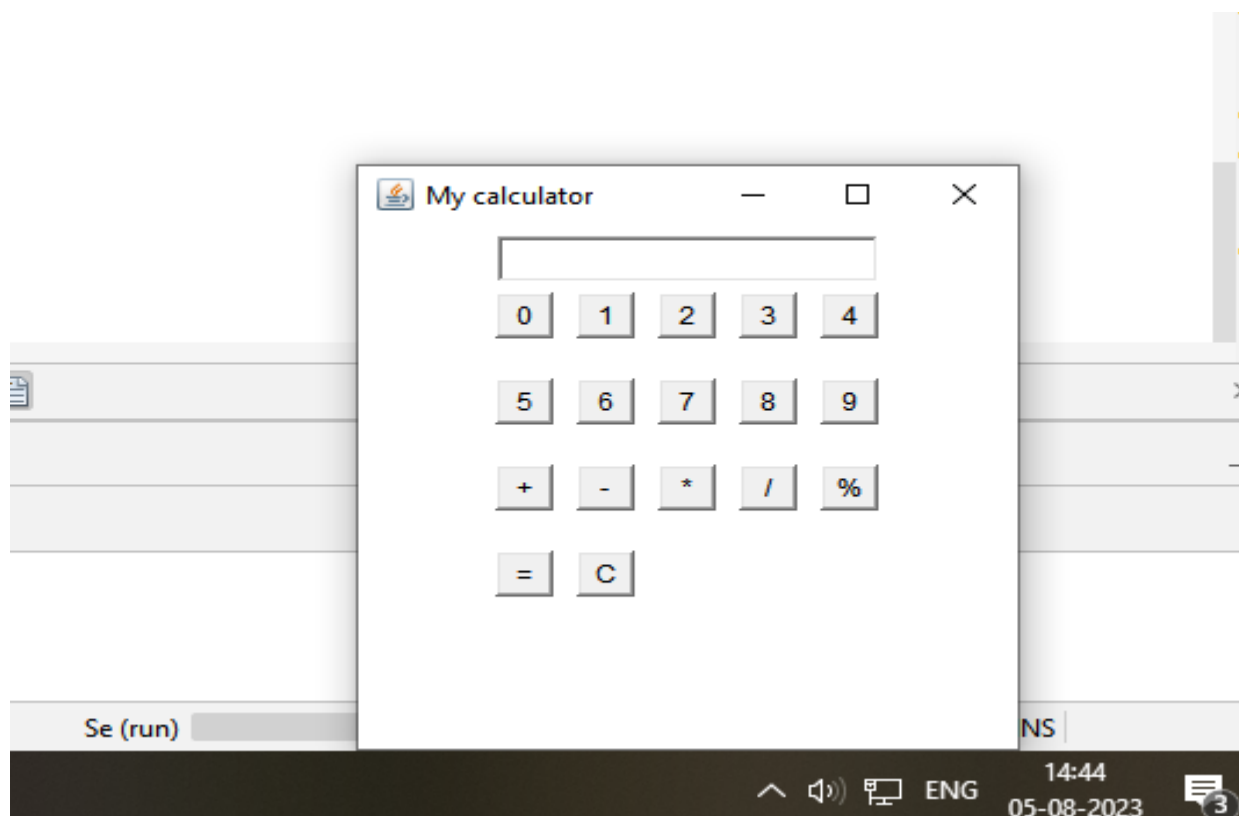 My calculator
0 1 2 3 4
5 6 7 8 9
+ - * / %
= C
Se (run)
NS
ENG
14:44
05-08-2023
3